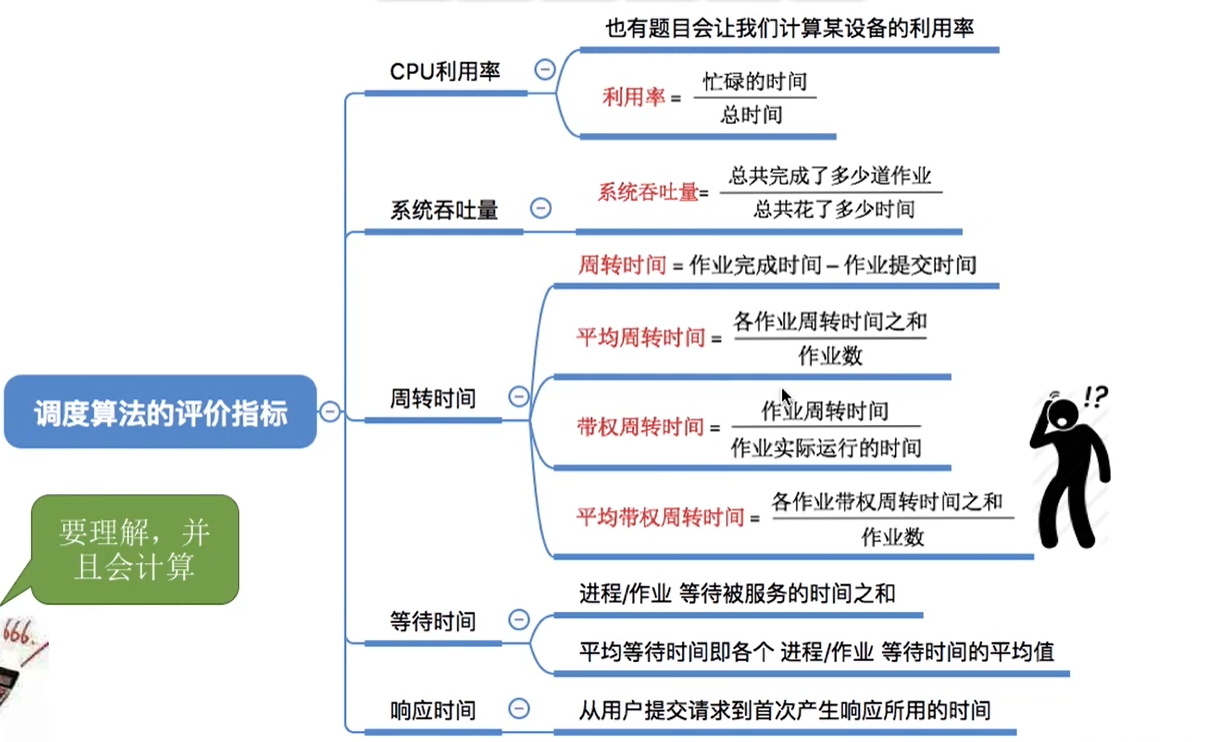 也有题目会让我们计算某设备的利用率
CPU利用率
利用率 = 忙碌的时间
总时间
系统吞吐量
系统吞吐量= 总共完成了多少道作业
总共花了多少时间
周转时间 = 作业完成时间 – 作业提交时间
平均周转时间 = 各作业周转时间之和
作业数
周转时间
带权周转时间 = 作业周转时间
作业实际运行的时间
平均带权周转时间 = 各作业带权周转时间之和
作业数
调度算法的评价指标
!?
要理解，并
且会计算
进程/作业 等待被服务的时间之和
等待时间
平均等待时间即各个 进程/作业 等待时间的平均值
666.
响应时间
从用户提交请求到首次产生响应所用的时间